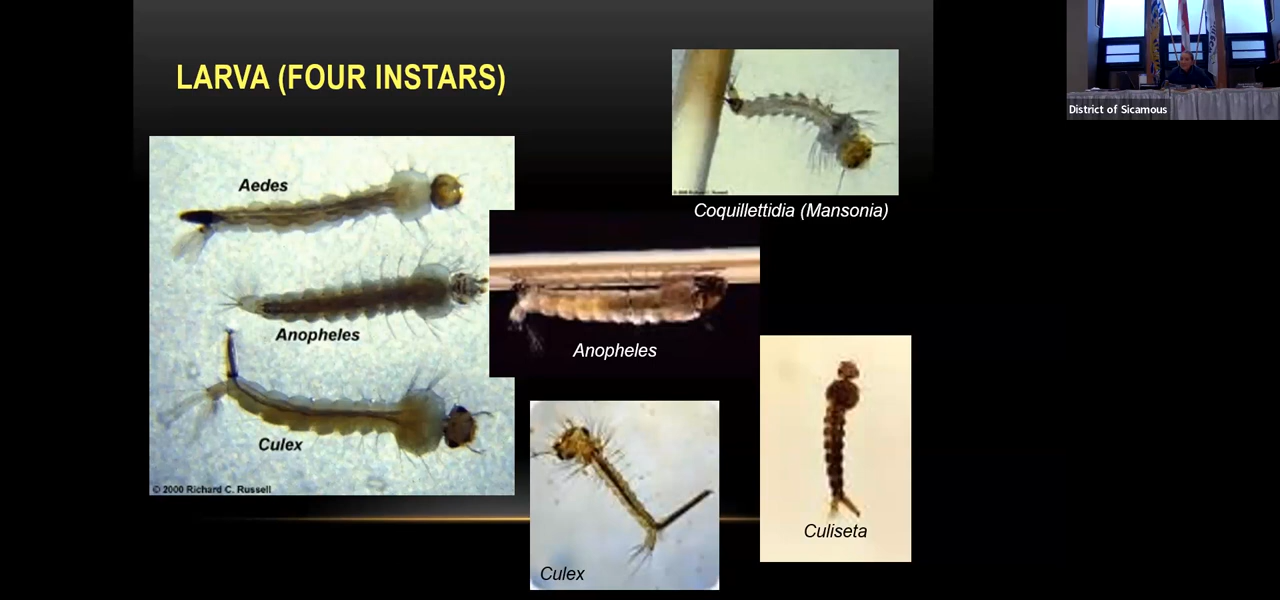 LARVA (FOUR INSTARS)
Aedes
Anopheles
Culex
© 2000 Richard C. Russell
Coquillettidia (Mansonia)
Anopheles
Culex
Culiseta
District of Sicamous